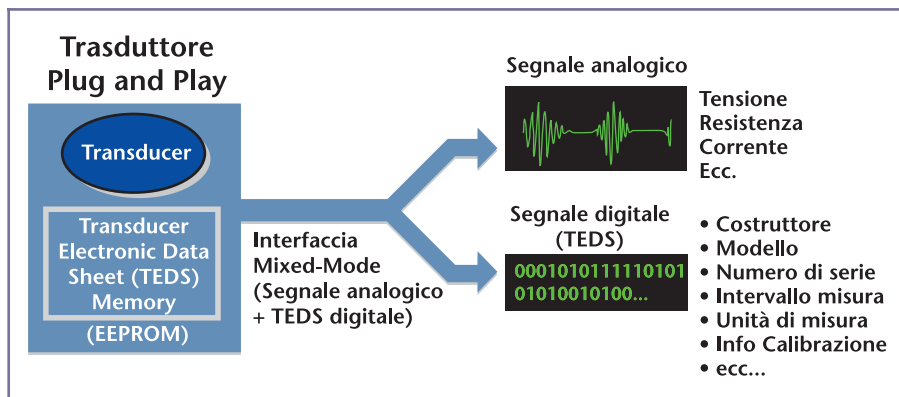 Trasduttore
Plug and Play
Transducer
Transducer
Electronic Data
Sheet (TEDS)
Memory
(EEPROM)
Interfaccia
Mixed-Mode
(Segnale analogico
+ TEDS digitale)
Segnale analogico
Tensione
Resistenza
Corrente
Ecc.
Segnale digitale
(TEDS)
0001010111110101
01010010100...
• Costruttore
• Modello
• Numero di serie
• Intervallo misura
• Unità di misura
• Info Calibrazione
• ecc...